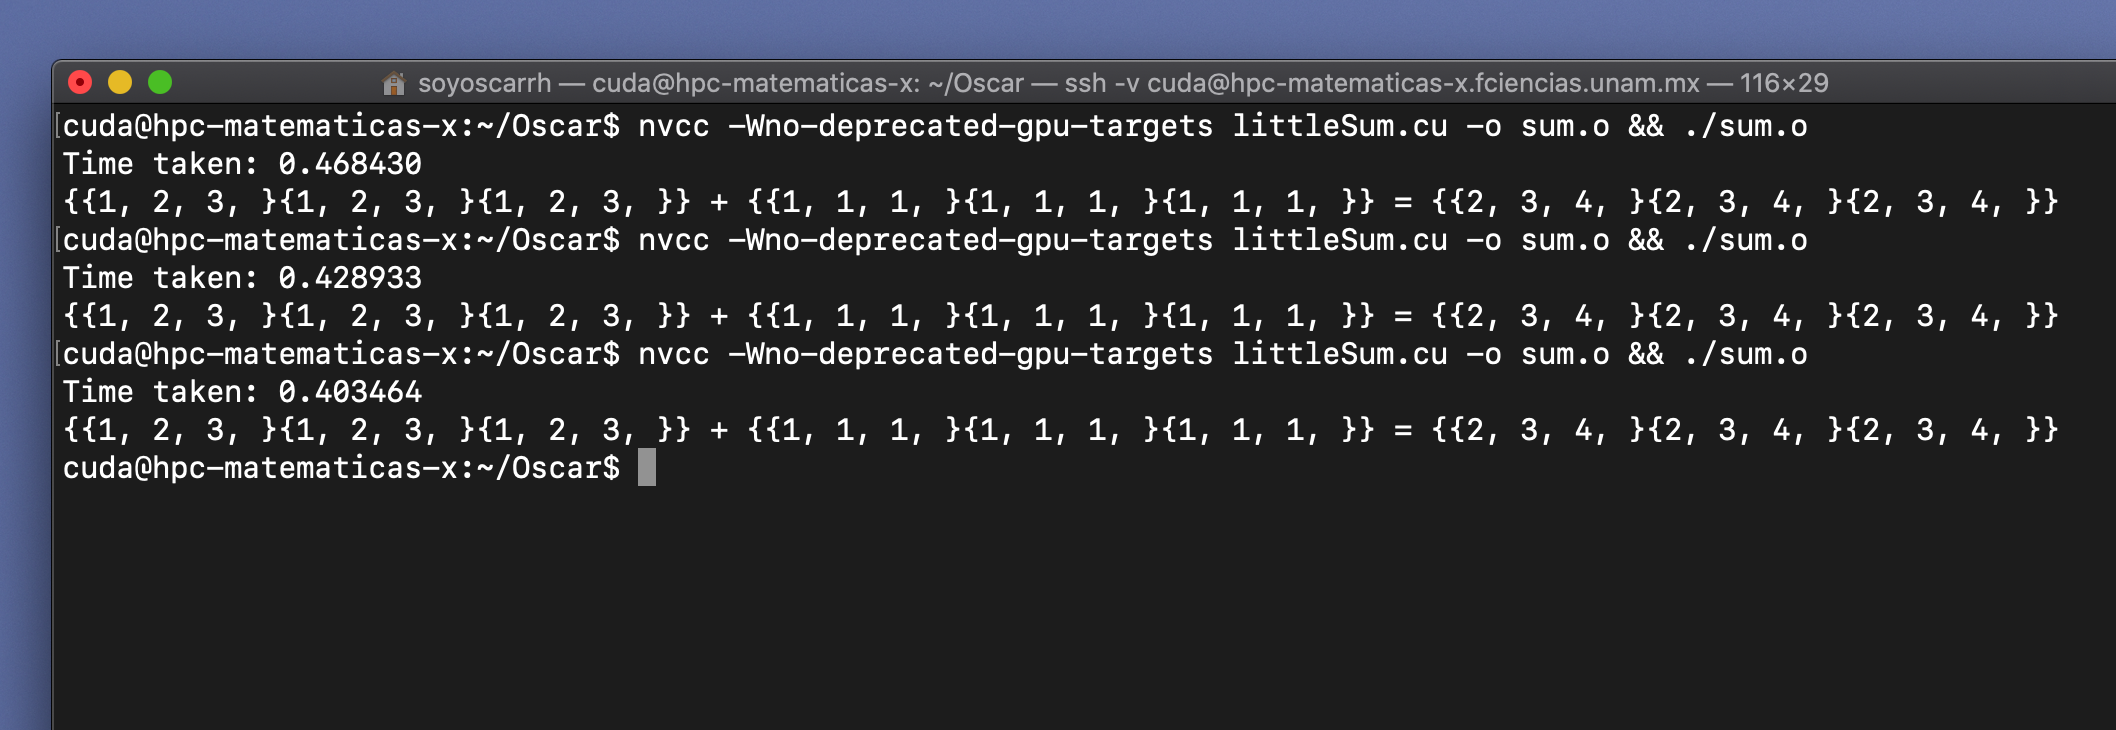 soyoscarrh — cuda@hpc-matematicas-x: ~/Oscar — ssh -v cuda@hpc-matematicas-x.fciencias.unam.mx — 116×29
[cuda@hpc-matematicas-x:~/Oscar$ nvcc -Wno-deprecated-gpu-targets littleSum.cu -o sum.o && ./sum.o
Time taken: 0.468430
{{1, 2, 3, }{1, 2, 3, }{1, 2, 3, }} + {{1, 1, 1, }{1, 1, 1, }{1, 1, 1, }} = {{2, 3, 4, }{2, 3, 4, }{2, 3, 4, }}
[cuda@hpc-matematicas-x:~/Oscar$ nvcc -Wno-deprecated-gpu-targets littleSum.cu -o sum.o && ./sum.o
Time taken: 0.428933
{{1, 2, 3, }{1, 2, 3, }{1, 2, 3, }} + {{1, 1, 1, }{1, 1, 1, }{1, 1, 1, }} = {{2, 3, 4, }{2, 3, 4, }{2, 3, 4, }}
[cuda@hpc-matematicas-x:~/Oscar$ nvcc -Wno-deprecated-gpu-targets littleSum.cu -o sum.o && ./sum.o
Time taken: 0.403464
{{1, 2, 3, }{1, 2, 3, }{1, 2, 3, }} + {{1, 1, 1, }{1, 1, 1, }{1, 1, 1, }} = {{2, 3, 4, }{2, 3, 4, }{2, 3, 4, }}
cuda@hpc-matematicas-x:~/Oscar$